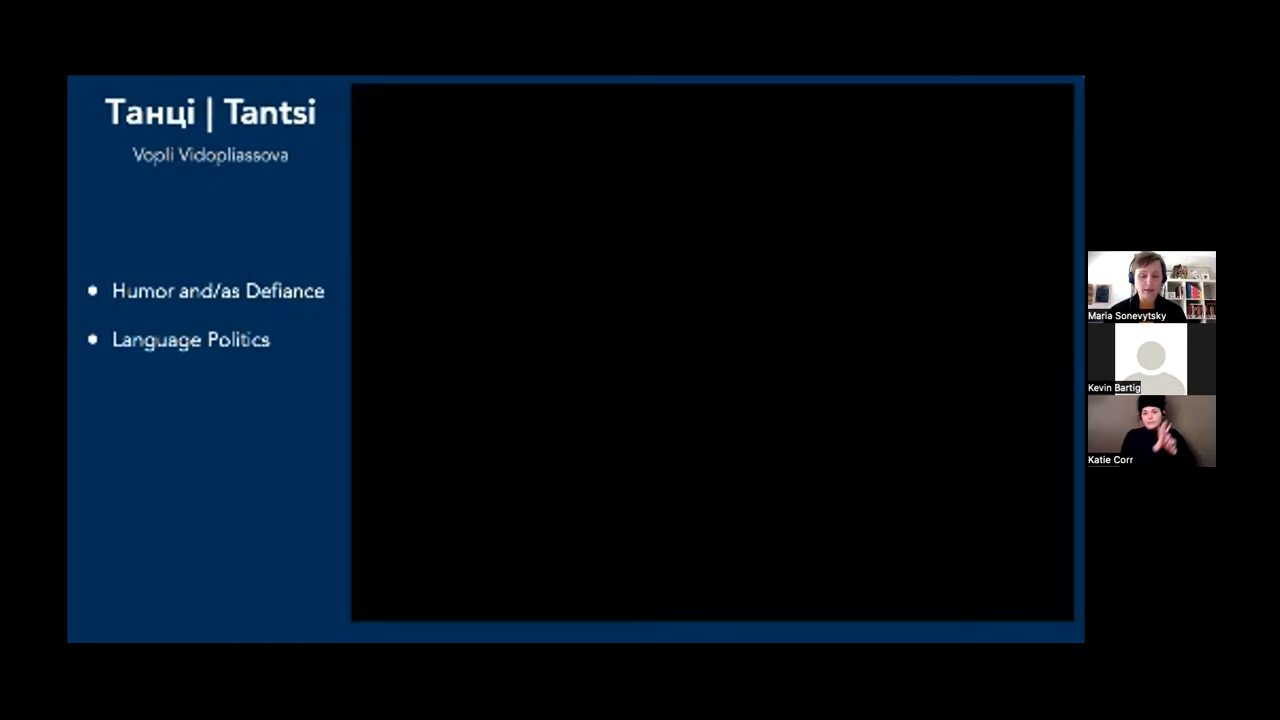 Танці | Tantsi
Vopli Vidopliassova
• Humor and/as Defiance
• Language Politics
Maria Sonevytsky
Kevin Bartig
Katie Corr